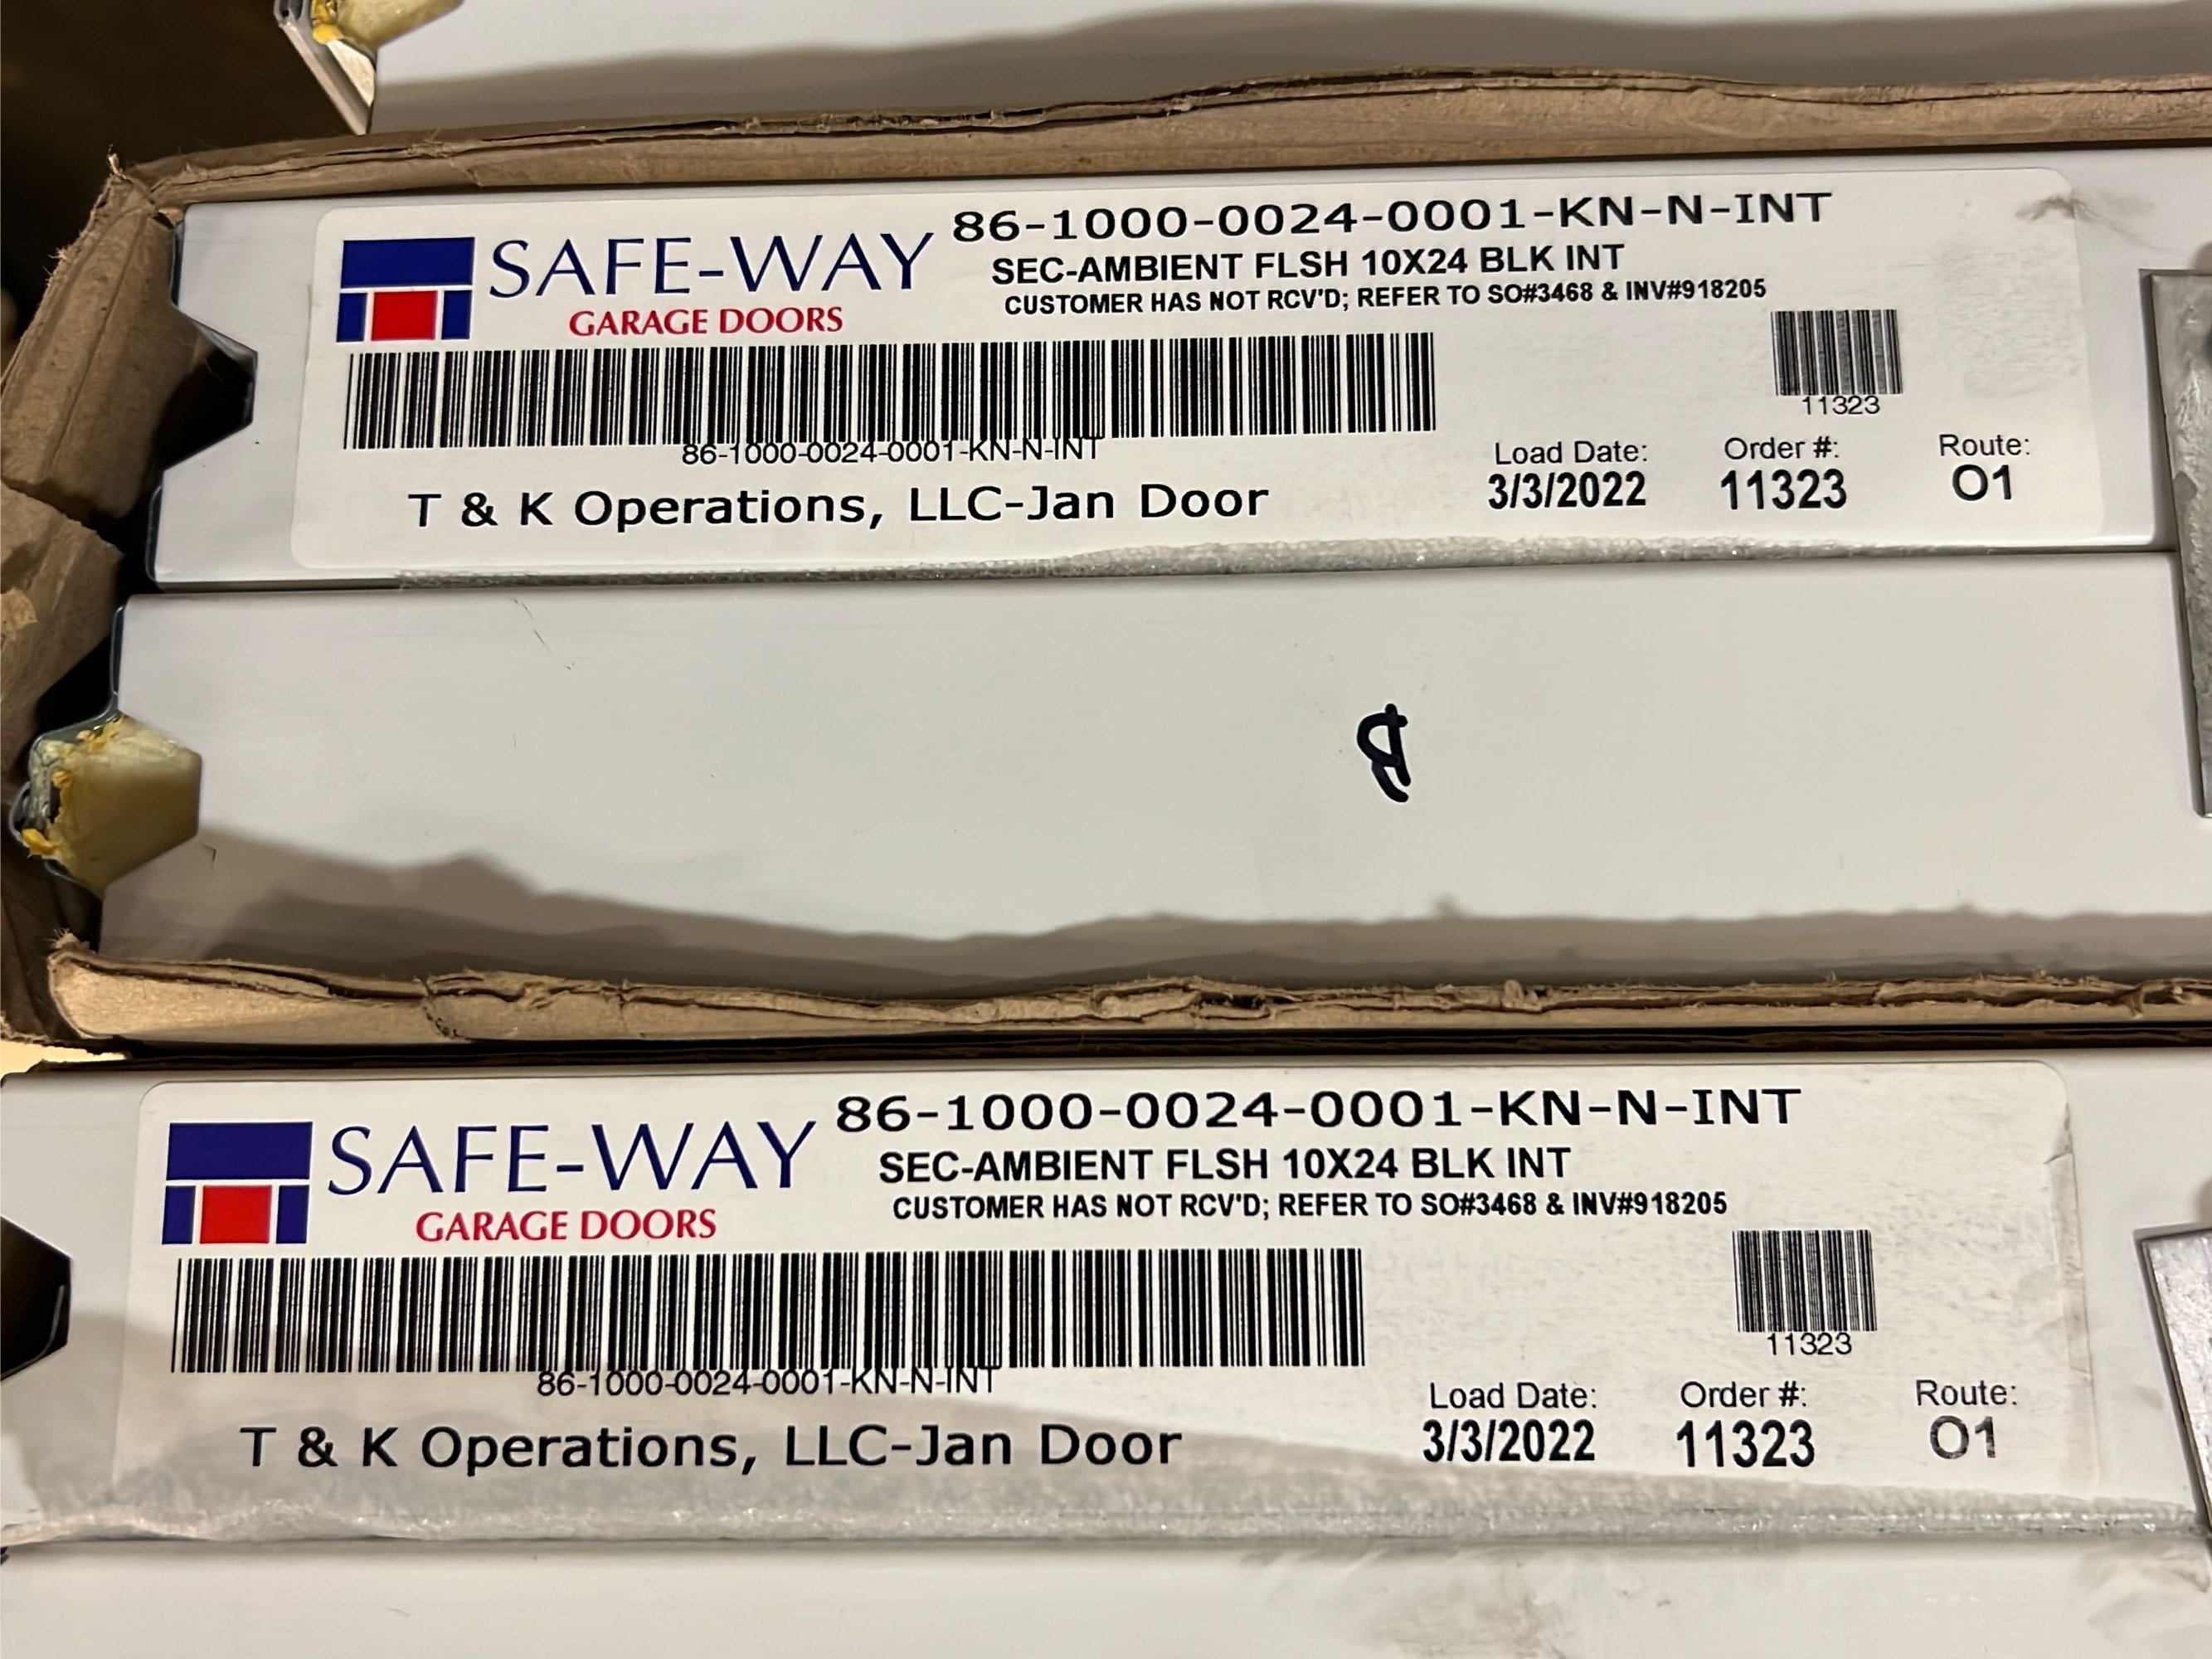 86-1000-0024-0001-KN-N-INT
SAFE-WAY
GARAGE DOORS
SEC-AMBIENT FLSH 10X24 BLK INT
CUSTOMER HAS NOT RCV'D; REFER TO SO#3468 & INV#918205
11323
86-1000-0024-0001-KN-N-INT
Load Date: Order #: Route:
T & K Operations, LLC-Jan Door 3/3/2022 11323 O1
86-1000-0024-0001-KN-N-INT
SAFE-WAY
GARAGE DOORS
SEC-AMBIENT FLSH 10X24 BLK INT
CUSTOMER HAS NOT RCV'D; REFER TO SO#3468 & INV#918205
11323
86-1000-0024-0001-KN-N-INT
Load Date: Order #: Route:
T & K Operations, LLC-Jan Door 3/3/2022 11323 O1